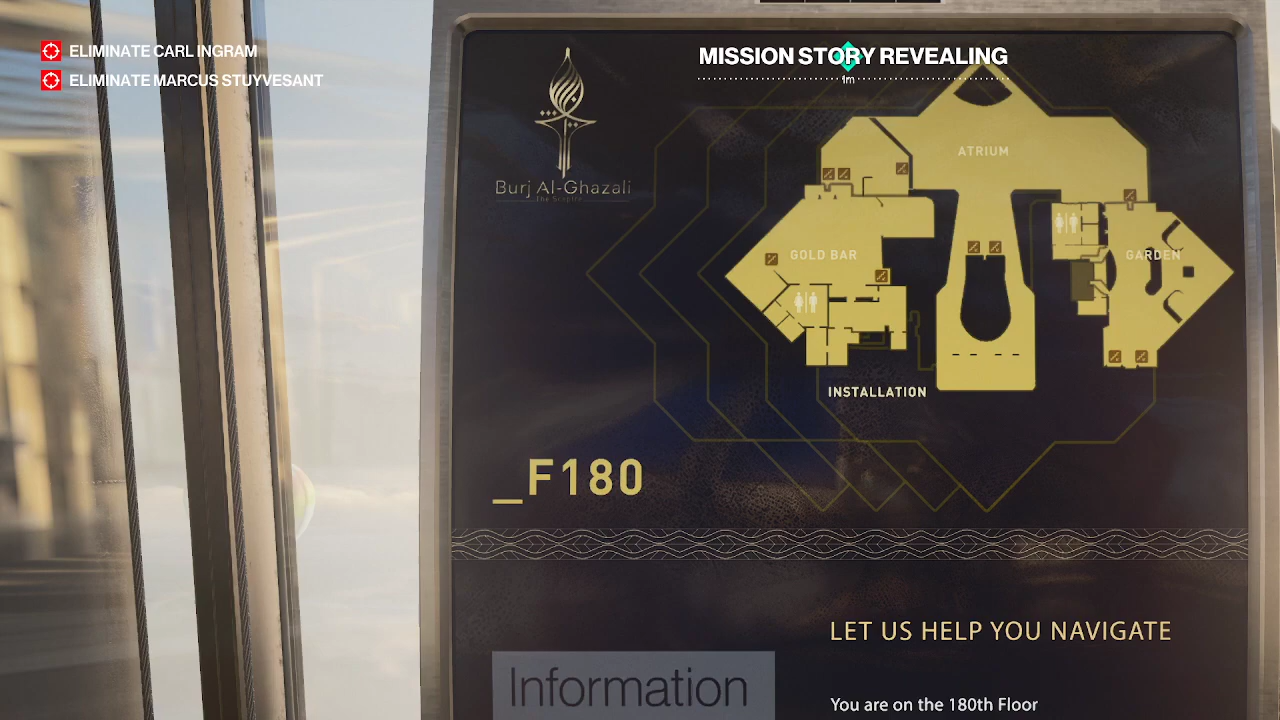 ELIMINATE CARL INGRAM
ELIMINATE MARCUS STUYVESANT
MISSION STORY REVEALING
1m
Burj Al-Ghazali
The Sceptre
ATRIUM
GOLD BAR
GARDEN
INSTALLATION
_F180
LET US HELP YOU NAVIGATE
Information
You are on the 180th Floor